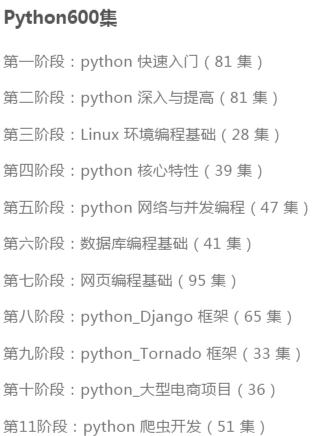 Python600集
第一阶段：python 快速入门（81 集）
第二阶段：python 深入与提高（81 集）
第三阶段：Linux 环境编程基础（28 集）
第四阶段：python 核心特性（39 集）
第五阶段：python 网络与并发编程（47 集）
第六阶段：数据库编程基础（41 集）
第七阶段：网页编程基础（95 集）
第八阶段：python_Django 框架（65 集）
第九阶段：python_Tornado 框架（33 集）
第十阶段：python_大型电商项目（36）
第11阶段：python 爬虫开发（51 集）